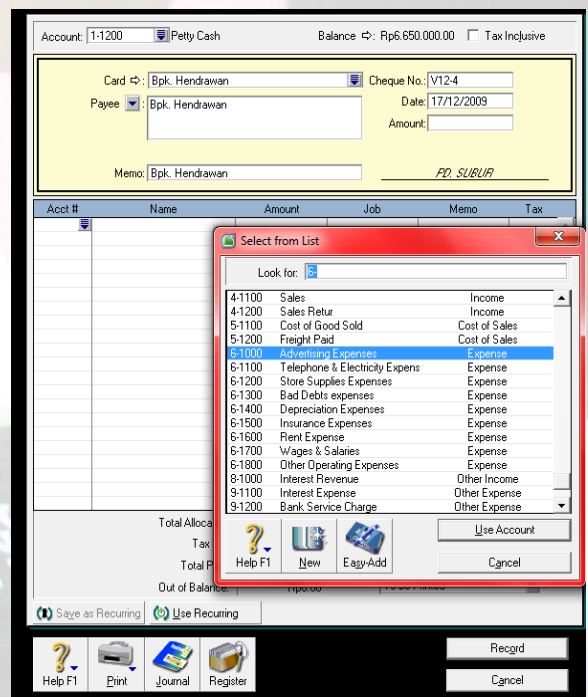 Account: 1-1200 Petty Cash Balance ⇨: Rp6.650.000.00 Tax Inclusive
Card ⇨: Bpk. Hendrawan Cheque No.: V12-4
Payee : Bpk. Hendrawan Date: 17/12/2009
Amount:
Memo: Bpk. Hendrawan PD. SUBUR
Acct # Name Amount Job Memo Tax
Select from List
Look for: 6-
4-1100 Sales Income
4-1200 Sales Retur Income
5-1100 Cost of Good Sold Cost of Sales
5-1200 Freight Paid Cost of Sales
6-1000 Advertising Expenses Expense
6-1100 Telephone & Electricity Expens Expense
6-1200 Store Supplies Expenses Expense
6-1300 Bad Debts expenses Expense
6-1400 Depreciation Expenses Expense
6-1500 Insurance Expenses Expense
6-1600 Rent Expense Expense
6-1700 Wages & Salaries Expense
6-1800 Other Operating Expenses Expense
8-1000 Interest Revenue Other Income
9-1100 Interest Expense Other Expense
9-1200 Bank Service Charge Other Expense
Help F1 New Easy-Add Use Account
Cancel
Total Alloca
Tax
Total P
Out of Balance:
Save as Recurring Use Recurring
Help F1 Print Journal Register Record
Cancel